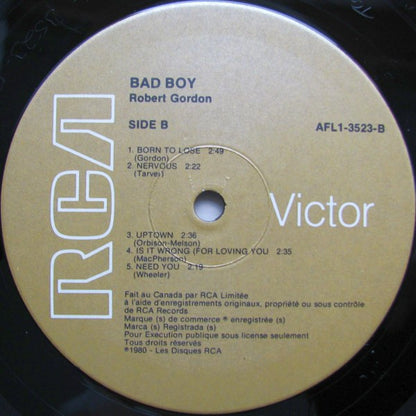 BAD BOY
Robert Gordon
SIDE B
AFL1-3523-B
1. BORN TO LOSE 2:49
(Gordon)
2. NERVOUS 2:22
(Tarver)
RCA
Victor
3. UPTOWN 2:36
(Orbison-Melson)
4. IS IT WRONG (FOR LOVING YOU 2:35
(MacPherson)
5. NEED YOU 2:19
(Wheeler)
Fait au Canada par RCA Limitée
à l'aide d'enregistrements originaux, propriété ou sous contrôle
de RCA Records
Marque (s) de commerce ® enregistrée (s)
Marca (s) Registrada (s)
Pour Execution publique sous license seulement
Tous droits réservés
℗1980 - Les Disques RCA